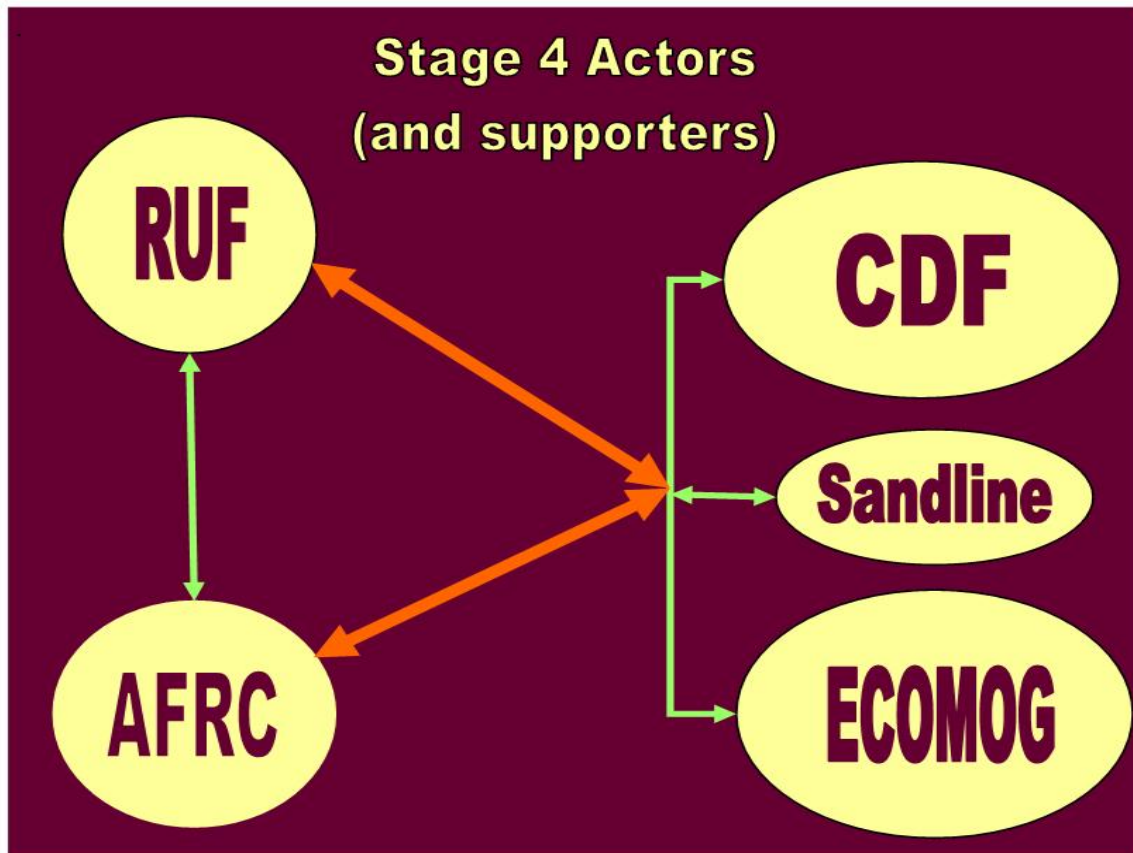 Stage 4 Actors
(and supporters)
RUF
CDF
Sandline
AFRC
ECOMOG